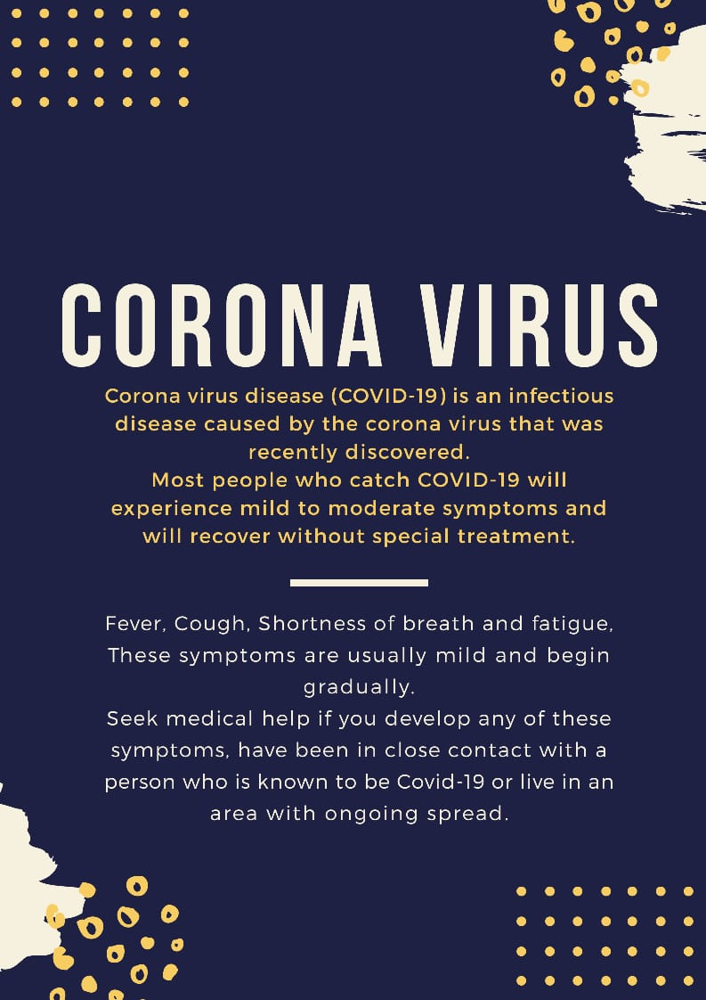 CORONA VIRUS
Corona virus disease (COVID-19) is an infectious
disease caused by the corona virus that was
recently discovered.
Most people who catch COVID-19 will
experience mild to moderate symptoms and
will recover without special treatment.
Fever, Cough, Shortness of breath and fatigue,
These symptoms are usually mild and begin
gradually.
Seek medical help if you develop any of these
symptoms, have been in close contact with a
person who is known to be Covid-19 or live in an
area with ongoing spread.